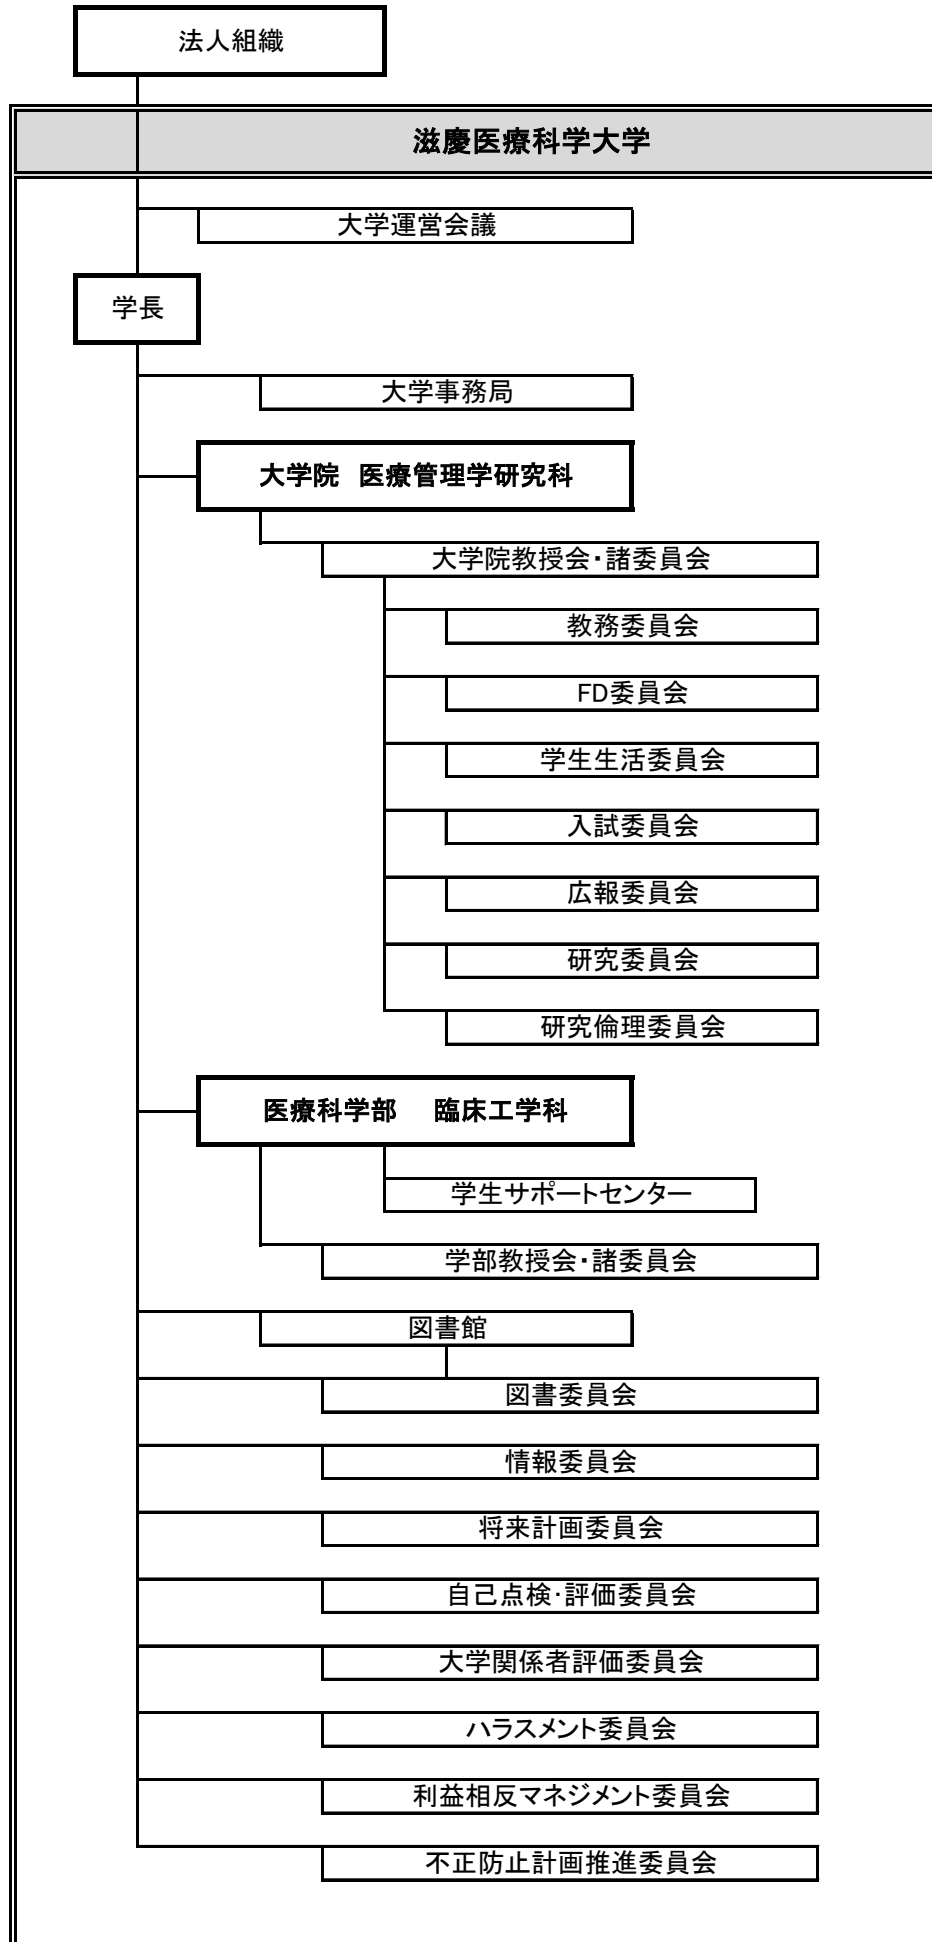 法人組織
滋慶医療科学大学
大学運営会議
学長
大学事務局
大学院 医療管理学研究科
大学院教授会・諸委員会
教務委員会
FD委員会
学生生活委員会
入試委員会
広報委員会
研究委員会
研究倫理委員会
医療科学部 臨床工学科
学生サポートセンター
学部教授会・諸委員会
図書館
図書委員会
情報委員会
将来計画委員会
自己点検・評価委員会
大学関係者評価委員会
ハラスメント委員会
利益相反マネジメント委員会
不正防止計画推進委員会